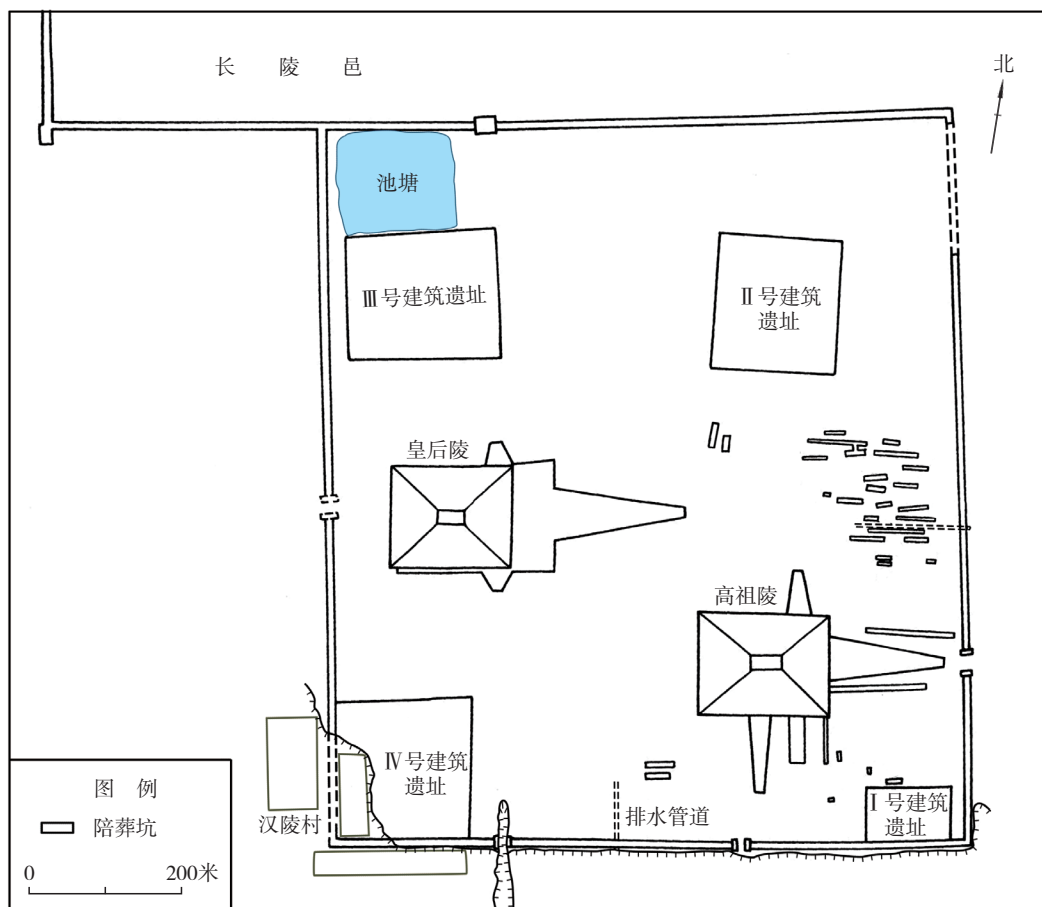 长 陵 邑
北
池塘
Ⅲ号建筑遗址
Ⅱ号建筑
遗址
皇后陵
高祖陵
Ⅳ号建筑
遗址
排水管道
Ⅰ号建筑
遗址
汉陵村
图 例
陪葬坑
0 200米